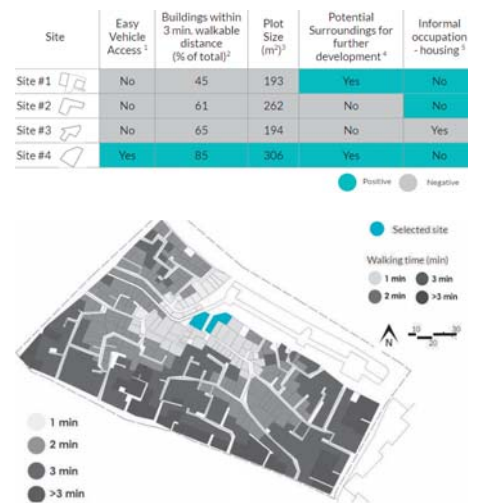 Site
Easy Vehicle Access 1
Buildings within 3 min. walkable distance (% of total)2
Plot Size (m²)3
Potential Surroundings for further development 4
Informal occupation - housing 5
Site #1 No 45 193 Yes No
Site #2 No 61 262 No No
Site #3 No 65 194 No Yes
Site #4 Yes 85 306 Yes No
Positive Negative
Selected site
Walking time (min)
1 min 3 min
2 min >3 min
N 10 20 30
1 min
2 min
3 min
>3 min